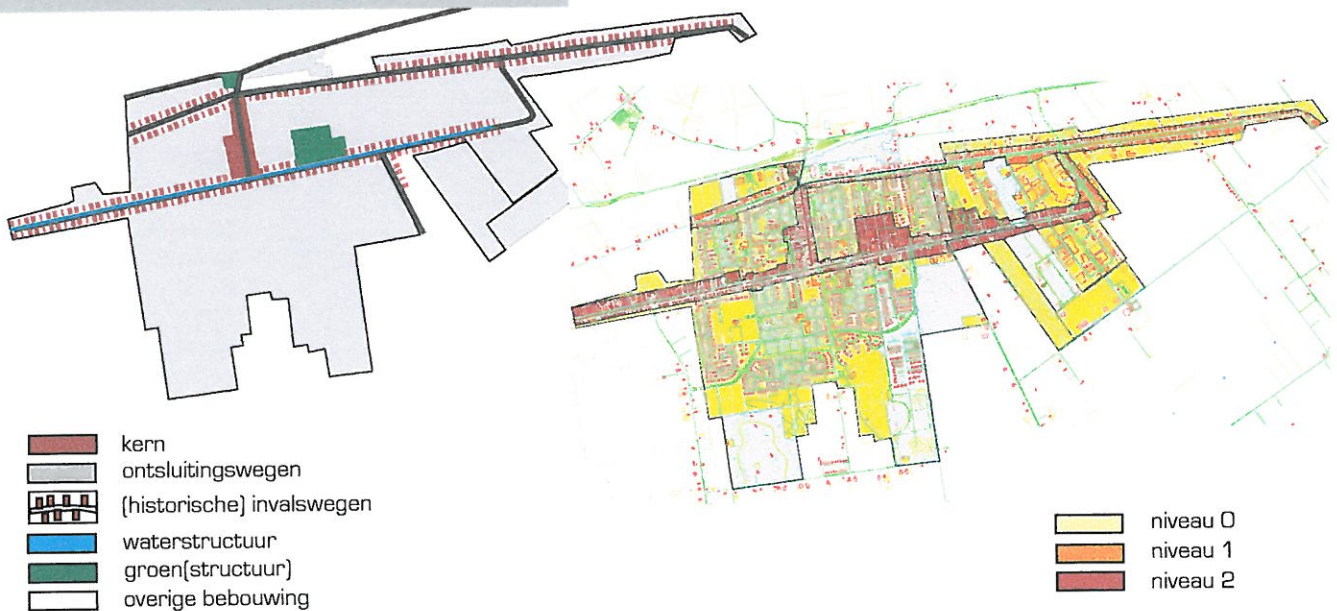 kern
ontsluitingswegen
(historische) invalswegen
waterstructuur
groen(structuur)
overige bebouwing
niveau 0
niveau 1
niveau 2